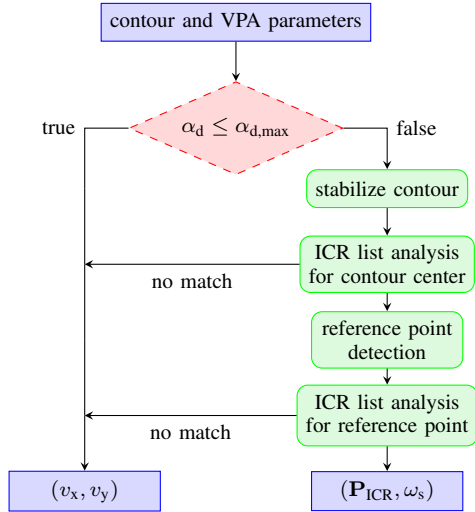 contour and VPA parameters
α_d ≤ α_d,max
true
false
stabilize contour
ICR list analysis
for contour center
no match
reference point
detection
ICR list analysis
for reference point
no match
(v_x, v_y)
(P_ICR, ω_s)